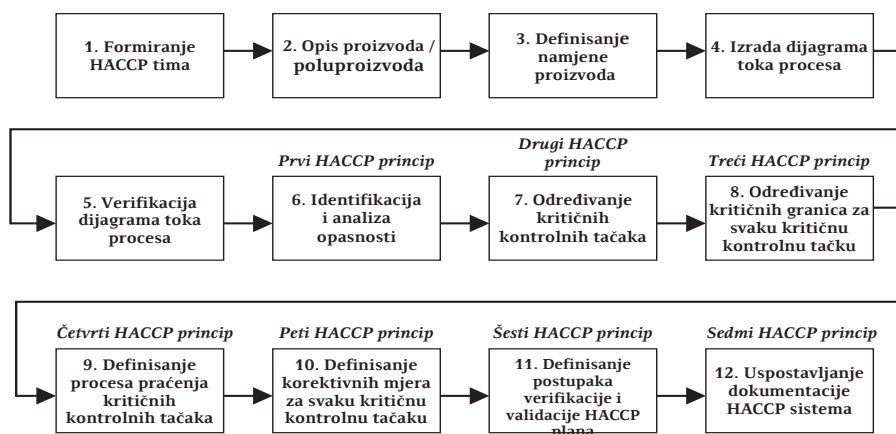 1. Formiranje
HACCP tima
2. Opis proizvoda /
poluproizvoda
3. Definisanje
namjene
proizvoda
4. Izrada dijagrama
toka procesa
5. Verifikacija
dijagrama toka
procesa
Prvi HACCP princip
6. Identifikacija
i analiza
opasnosti
Drugi HACCP
princip
7. Određivanje
kritičnih
kontrolnih tačaka
Treći HACCP princip
8. Određivanje
kritičnih granica za
svaku kritičnu
kontrolnu tačku
Četvrti HACCP princip
9. Definisanje
procesa praćenja
kritičnih
kontrolnih tačaka
Peti HACCP princip
10. Definisanje
korektivnih mjera
za svaku kritičnu
kontrolnu tačaku
Šesti HACCP princip
11. Definisanje
postupaka
verifikacije i
validacije HACCP
plana
Sedmi HACCP princip
12. Uspostavljanje
dokumentacije
HACCP sistema